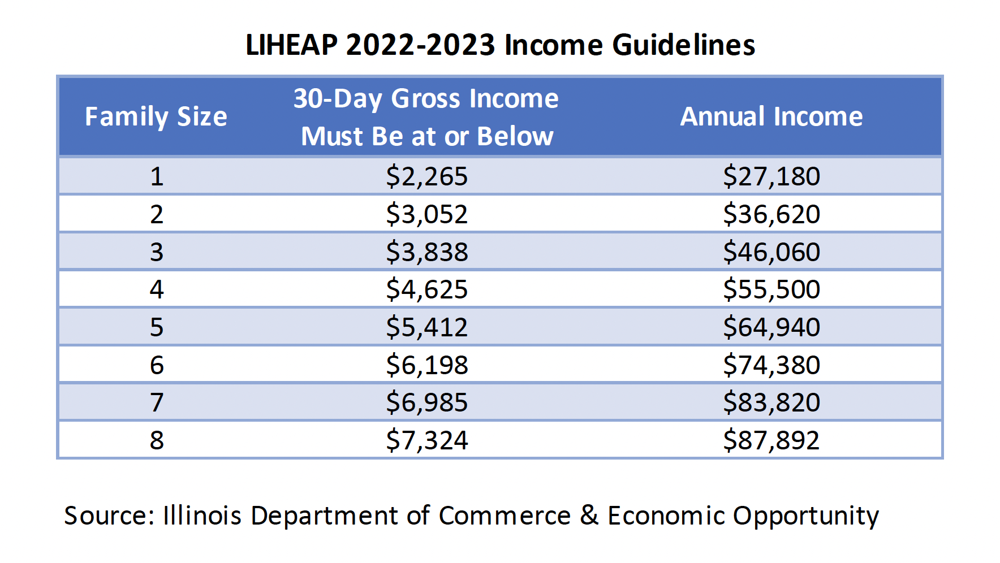 LIHEAP 2022-2023 Income Guidelines
Family Size 30-Day Gross Income Must Be at or Below Annual Income
1 $2,265 $27,180
2 $3,052 $36,620
3 $3,838 $46,060
4 $4,625 $55,500
5 $5,412 $64,940
6 $6,198 $74,380
7 $6,985 $83,820
8 $7,324 $87,892
Source: Illinois Department of Commerce & Economic Opportunity